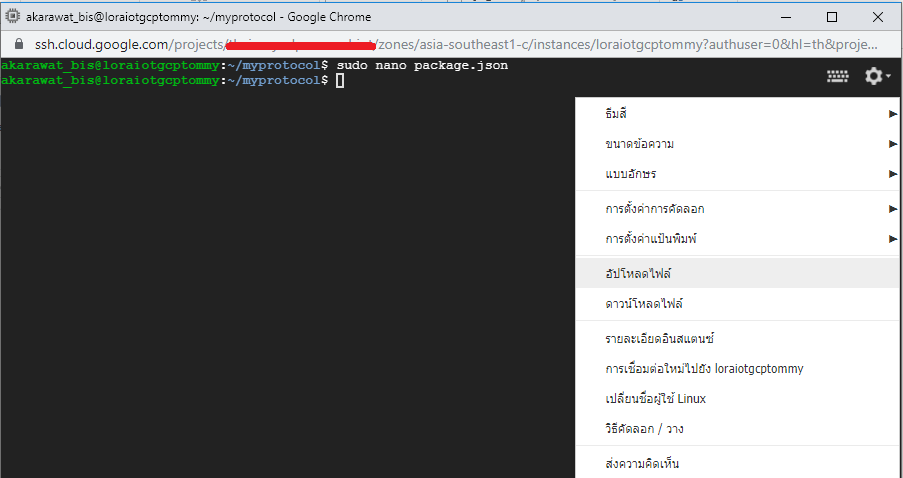 akarawat_bis@loraiotgcptommy: ~/myprotocol - Google Chrome
ssh.cloud.google.com/projects/ /zones/asia-southeast1-c/instances/loraiotgcptommy?authuser=0&hl=th&proje...
akarawat_bis@loraiotgcptommy:~/myprotocol$ sudo nano package.json
akarawat_bis@loraiotgcptommy:~/myprotocol$
ธีมสี
ขนาดข้อความ
แบบอักษร
การตั้งค่าการคัดลอก
การตั้งค่าแป้นพิมพ์
อัปโหลดไฟล์
ดาวน์โหลดไฟล์
รายละเอียดอินสแตนซ์
การเชื่อมต่อใหม่ไปยัง loraiotgcptommy
เปลี่ยนชื่อผู้ใช้ Linux
วิธีคัดลอก / วาง
ส่งความคิดเห็น